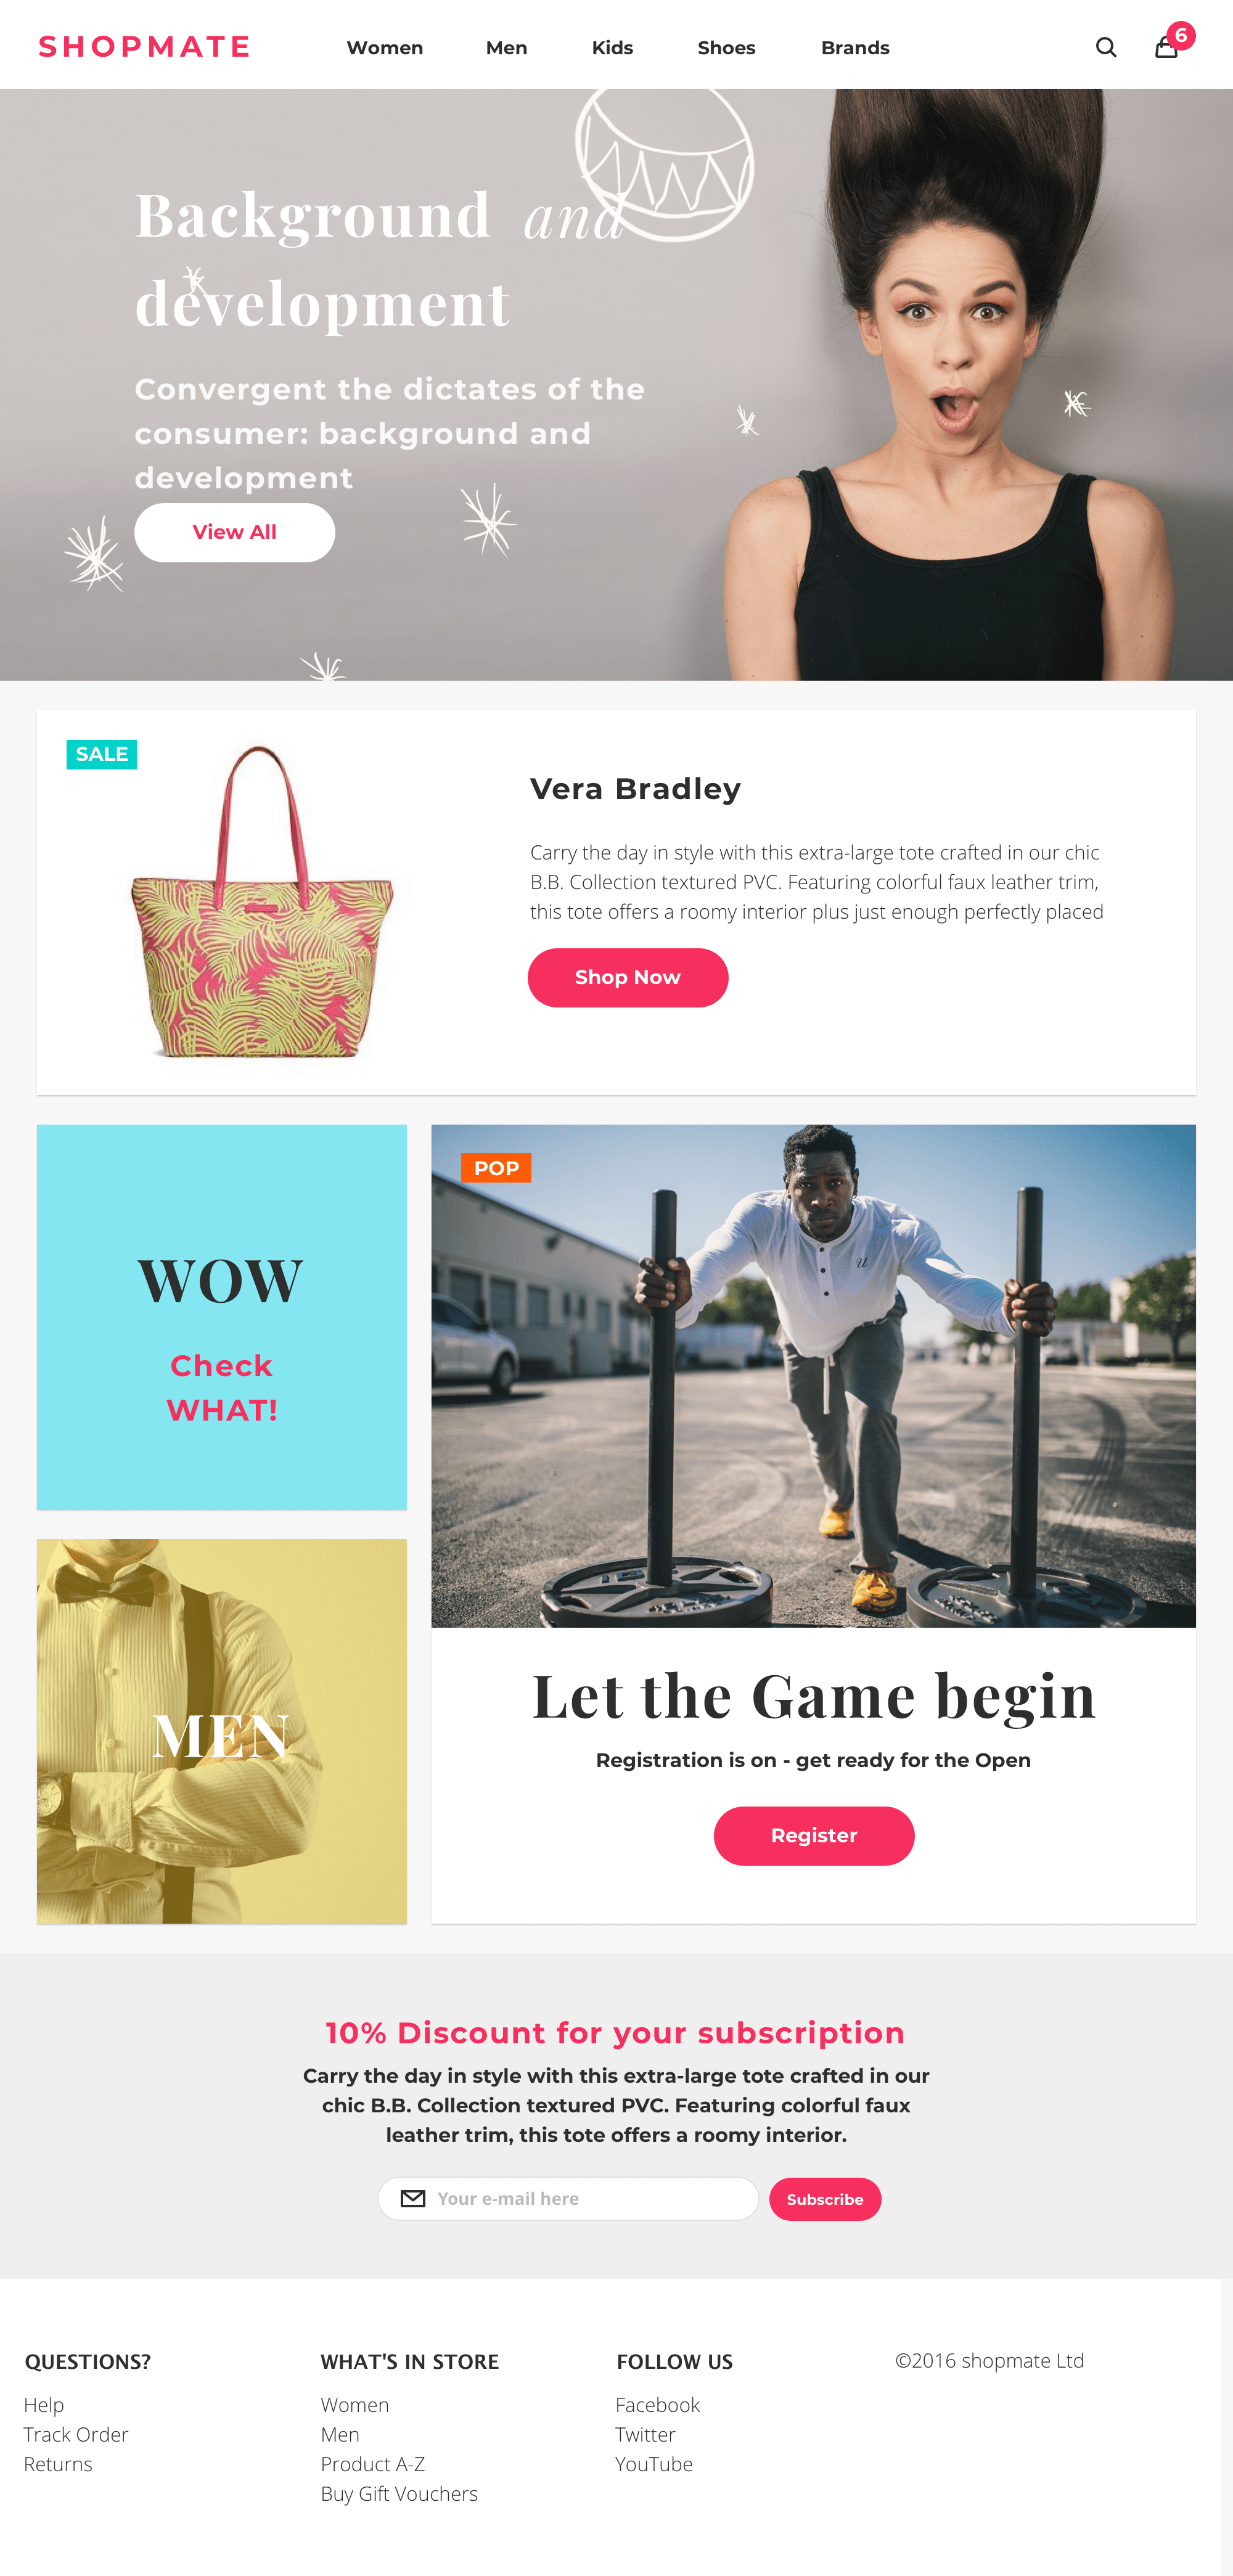 SHOPMATE
Women
Men
Kids
Shoes
Brands
6
Background and
development
Convergent the dictates of the
consumer: background and
development
View All
SALE
Vera Bradley
Carry the day in style with this extra-large tote crafted in our chic
B.B. Collection textured PVC. Featuring colorful faux leather trim,
this tote offers a roomy interior plus just enough perfectly placed
Shop Now
WOW
Check
WHAT!
POP
U
MEN
Let the Game begin
Registration is on - get ready for the Open
Register
10% Discount for your subscription
Carry the day in style with this extra-large tote crafted in our
chic B.B. Collection textured PVC. Featuring colorful faux
leather trim, this tote offers a roomy interior.
Your e-mail here
Subscribe
QUESTIONS?
Help
Track Order
Returns
WHAT'S IN STORE
Women
Men
Product A-Z
Buy Gift Vouchers
FOLLOW US
Facebook
Twitter
YouTube
©2016 shopmate Ltd